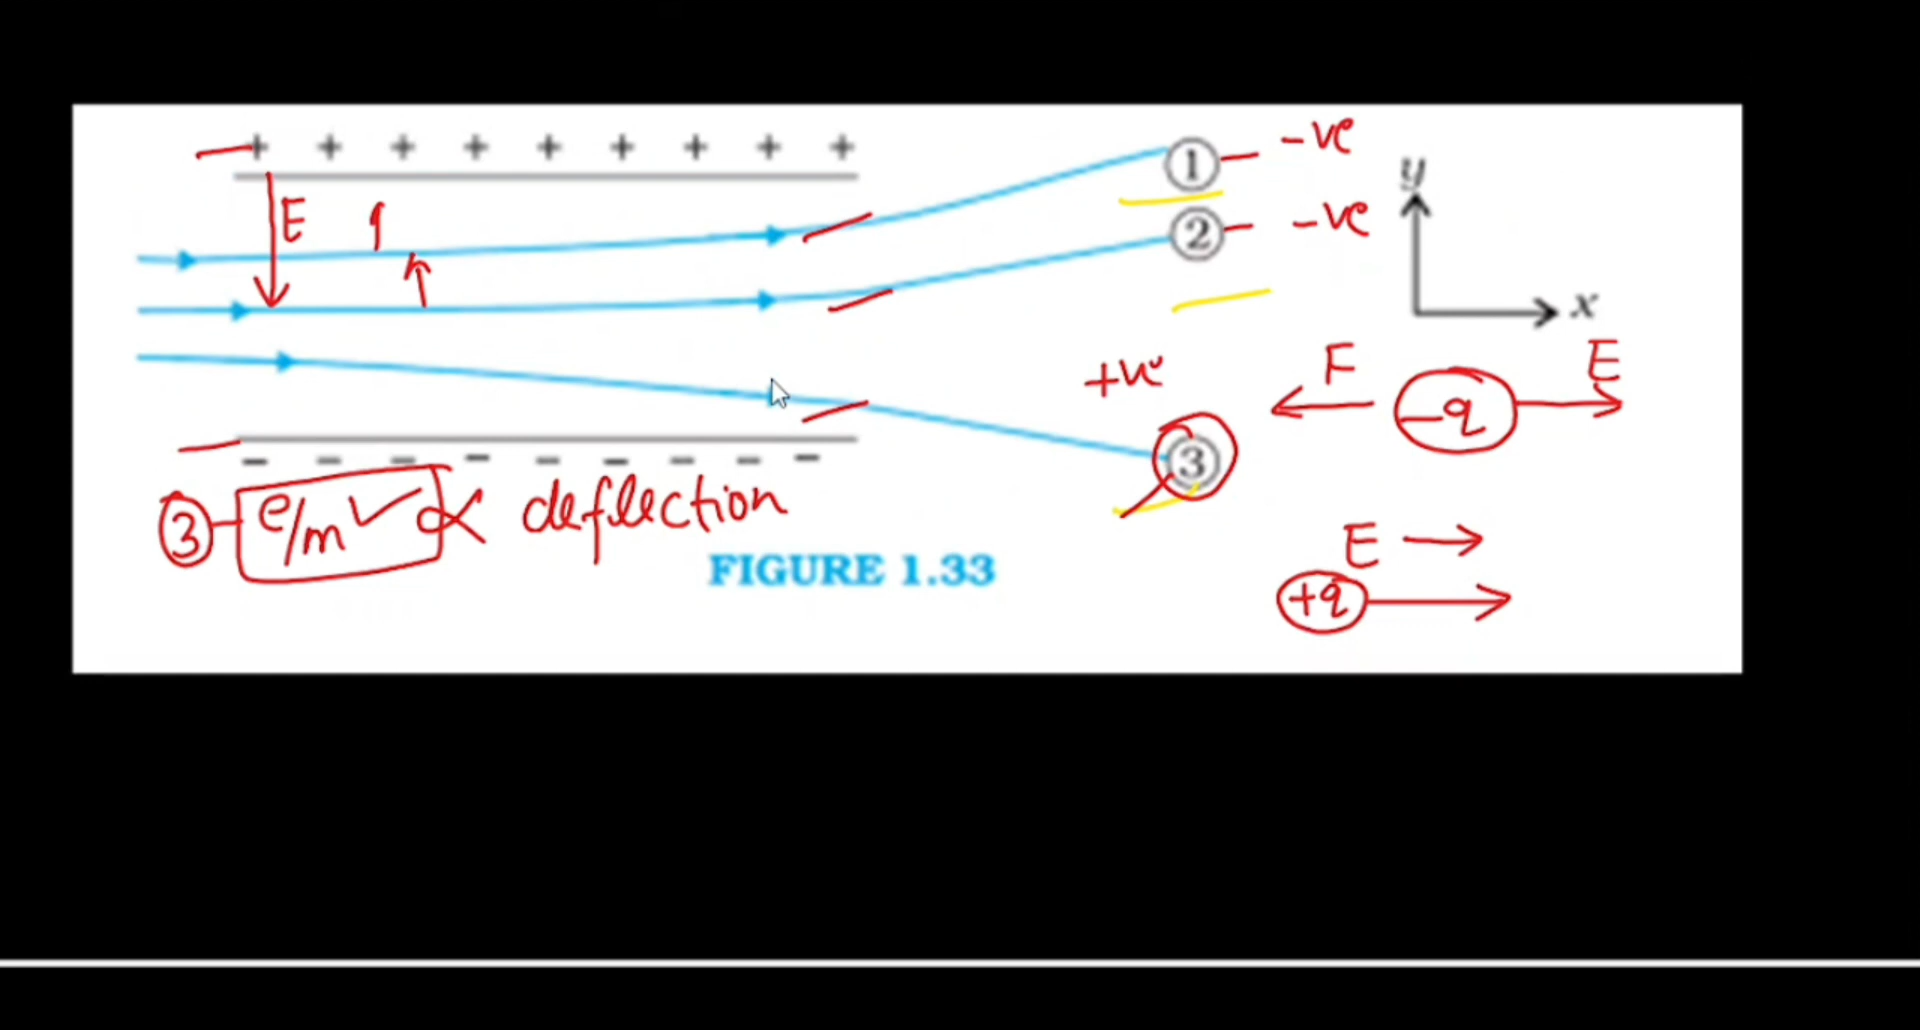 + + + + + + + + +
① - -ve
② - -ve
y
E
x
+ve
F
E
-q
③
- - - - - - - - -
③ - e/m ✓ ∝ deflection
E →
FIGURE 1.33
+q